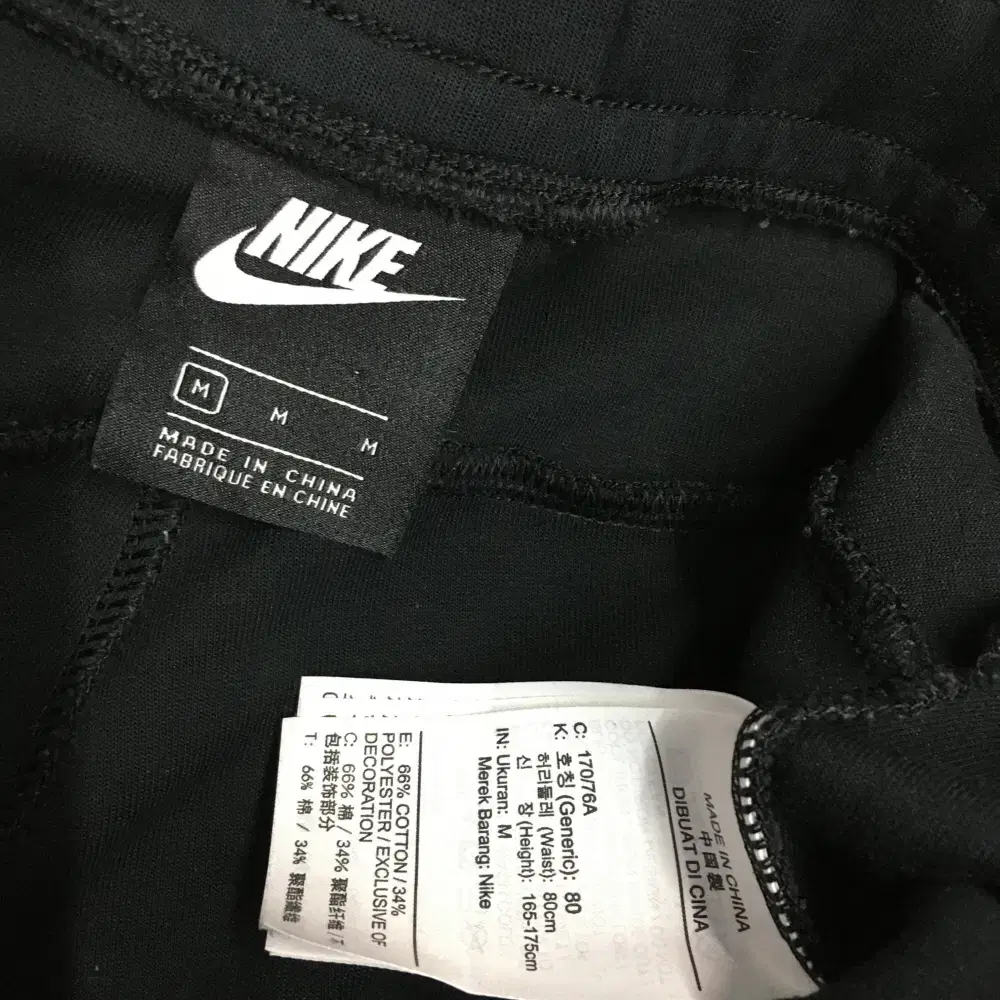 NIKE
M M M
MADE IN CHINA
FABRIQUE EN CHINE
MADE IN CHINA
中國製
DIBUAT DI CINA
C: 170/76A
K: 호칭 (Generic): 80
허리둘레 (Waist): 80cm
신 장 (Height): 165-175cm
IN: Ukuran: M
Merek Barang: Nike
E: 66% COTTON / 34%
POLYESTER / EXCLUSIVE OF
DECORATION
C: 66% 棉 / 34% 聚酯纤维 /
包括装饰部分
T: 66% 棉 / 34% 聚酯纖維